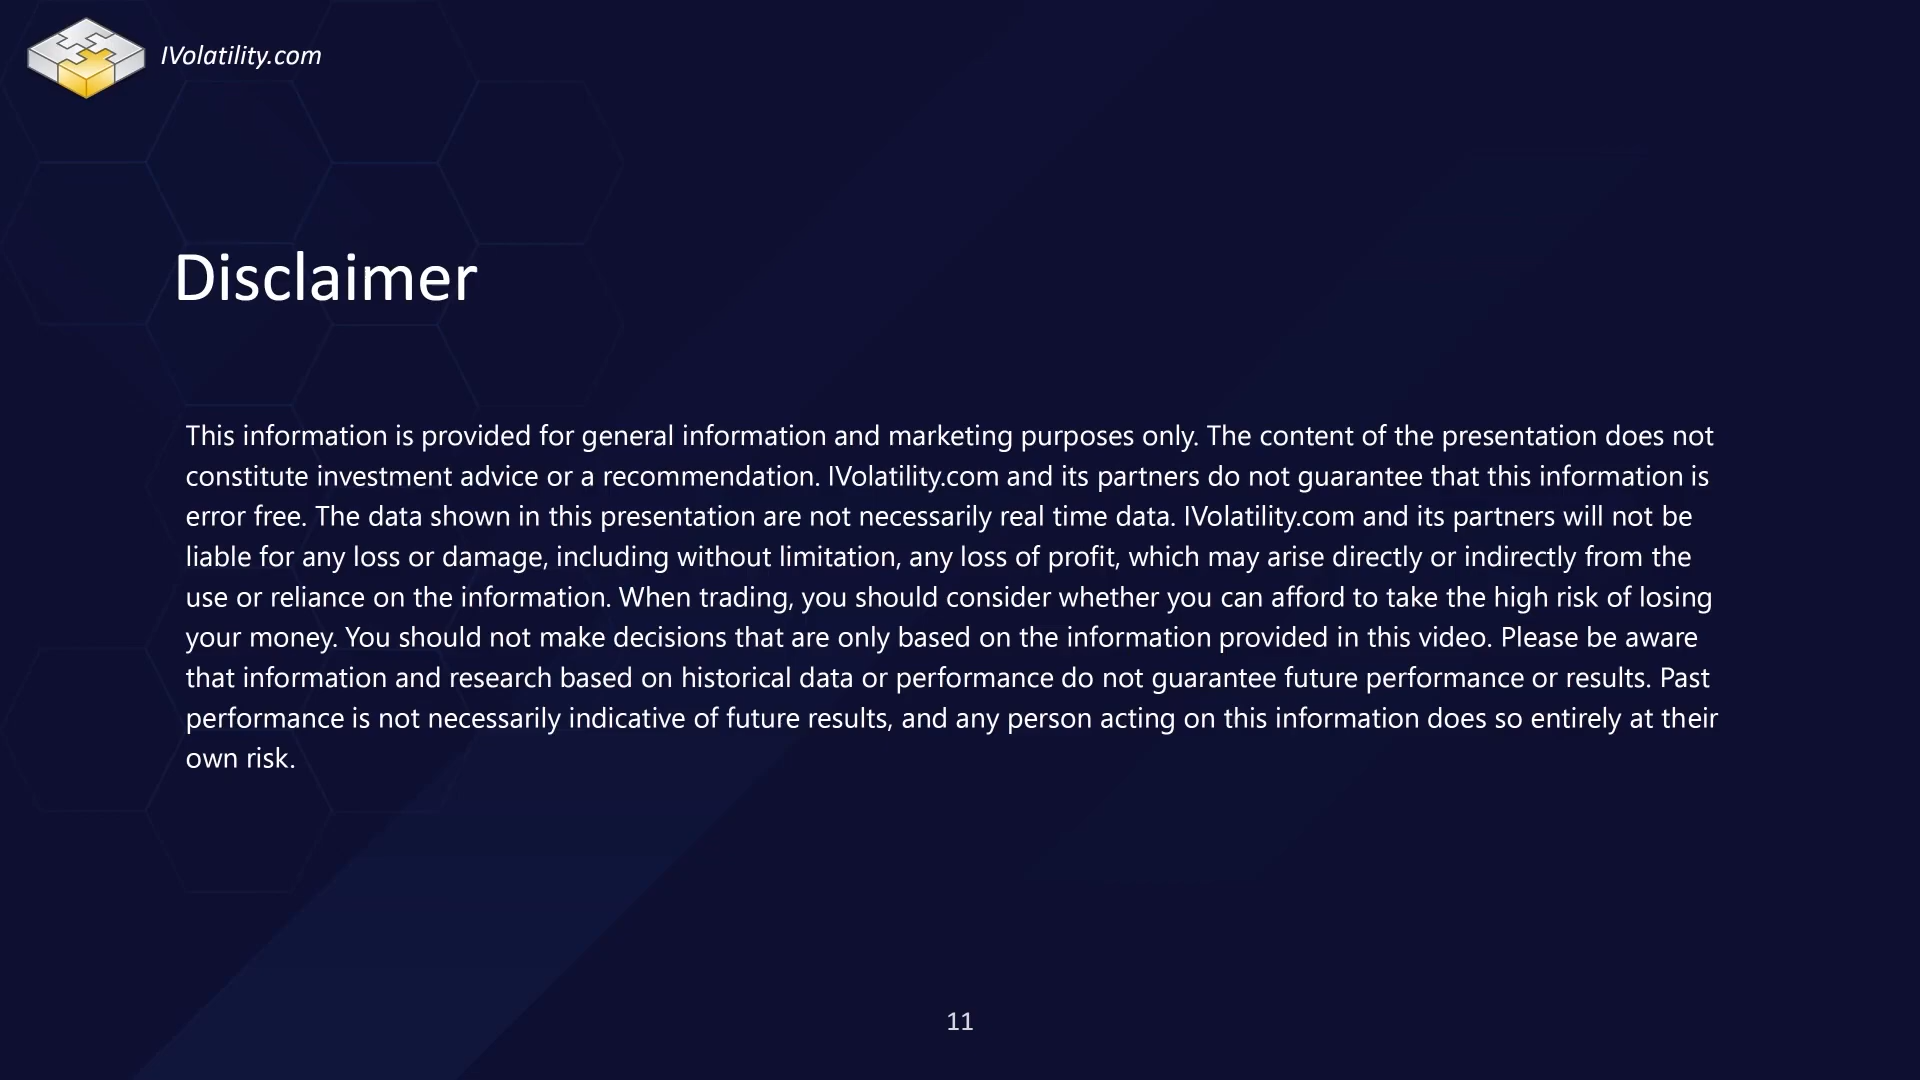 IVolatility.com
Disclaimer
This information is provided for general information and marketing purposes only. The content of the presentation does not
constitute investment advice or a recommendation. IVolatility.com and its partners do not guarantee that this information is
error free. The data shown in this presentation are not necessarily real time data. IVolatility.com and its partners will not be
liable for any loss or damage, including without limitation, any loss of profit, which may arise directly or indirectly from the
use or reliance on the information. When trading, you should consider whether you can afford to take the high risk of losing
your money. You should not make decisions that are only based on the information provided in this video. Please be aware
that information and research based on historical data or performance do not guarantee future performance or results. Past
performance is not necessarily indicative of future results, and any person acting on this information does so entirely at their
own risk.
11